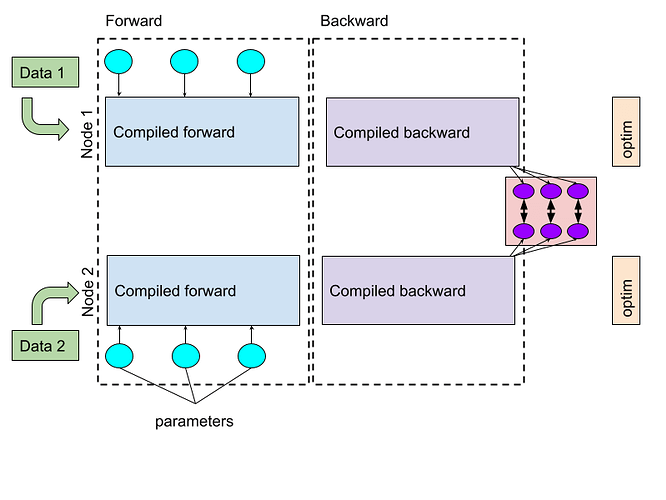 Forward
Backward
Data 1
Node 1
Compiled forward
Compiled backward
optim
Node 2
Compiled forward
Compiled backward
optim
Data 2
parameters